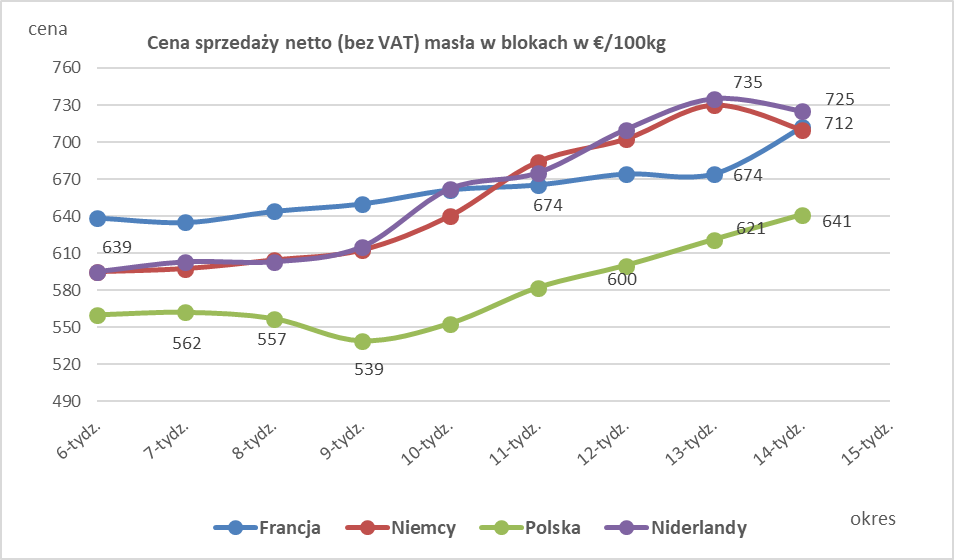 cena
Cena sprzedaży netto (bez VAT) masła w blokach w €/100kg
760
730
700
670
640
610
580
550
520
490
735
725
712
674
674
639
621
641
600
562
557
539
6-tydz.
7-tydz.
8-tydz.
9-tydz.
10-tydz.
11-tydz.
12-tydz.
13-tydz.
14-tydz.
15-tydz.
okres
Francja Niemcy Polska Niderlandy